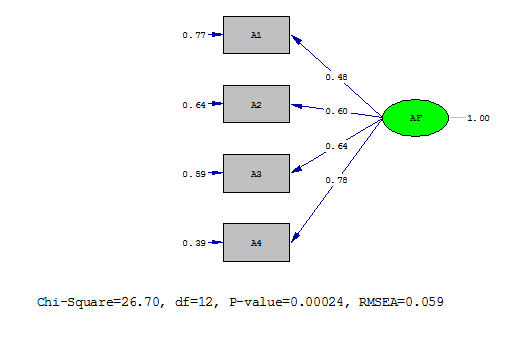 0.77 A1
0.48
0.64 A2
0.60
AF 1.00
0.64
0.59 A3
0.78
0.39 A4
Chi-Square=26.70, df=12, P-value=0.00024, RMSEA=0.059